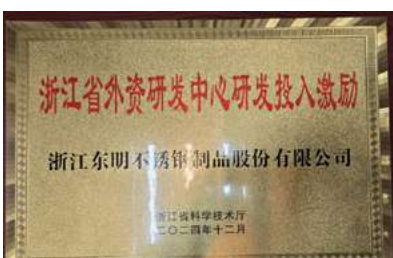 浙江省外资研发中心研发投入激励
浙江东明不锈钢制品股份有限公司
浙江省科学技术厅
二〇二四年十二月